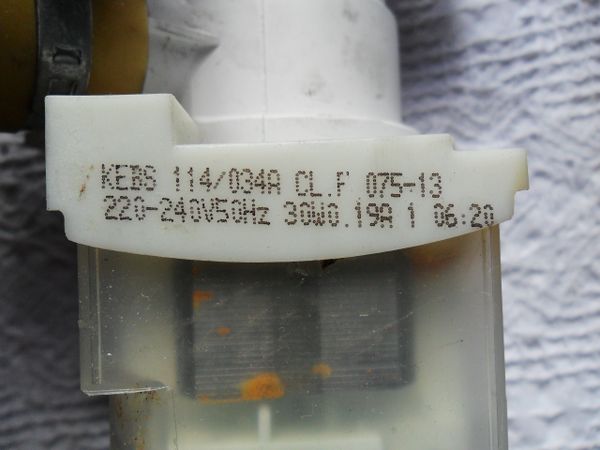 KEBS 114/034A CL.F 075-13
220-240V50Hz 30W0.19A 1 06:20